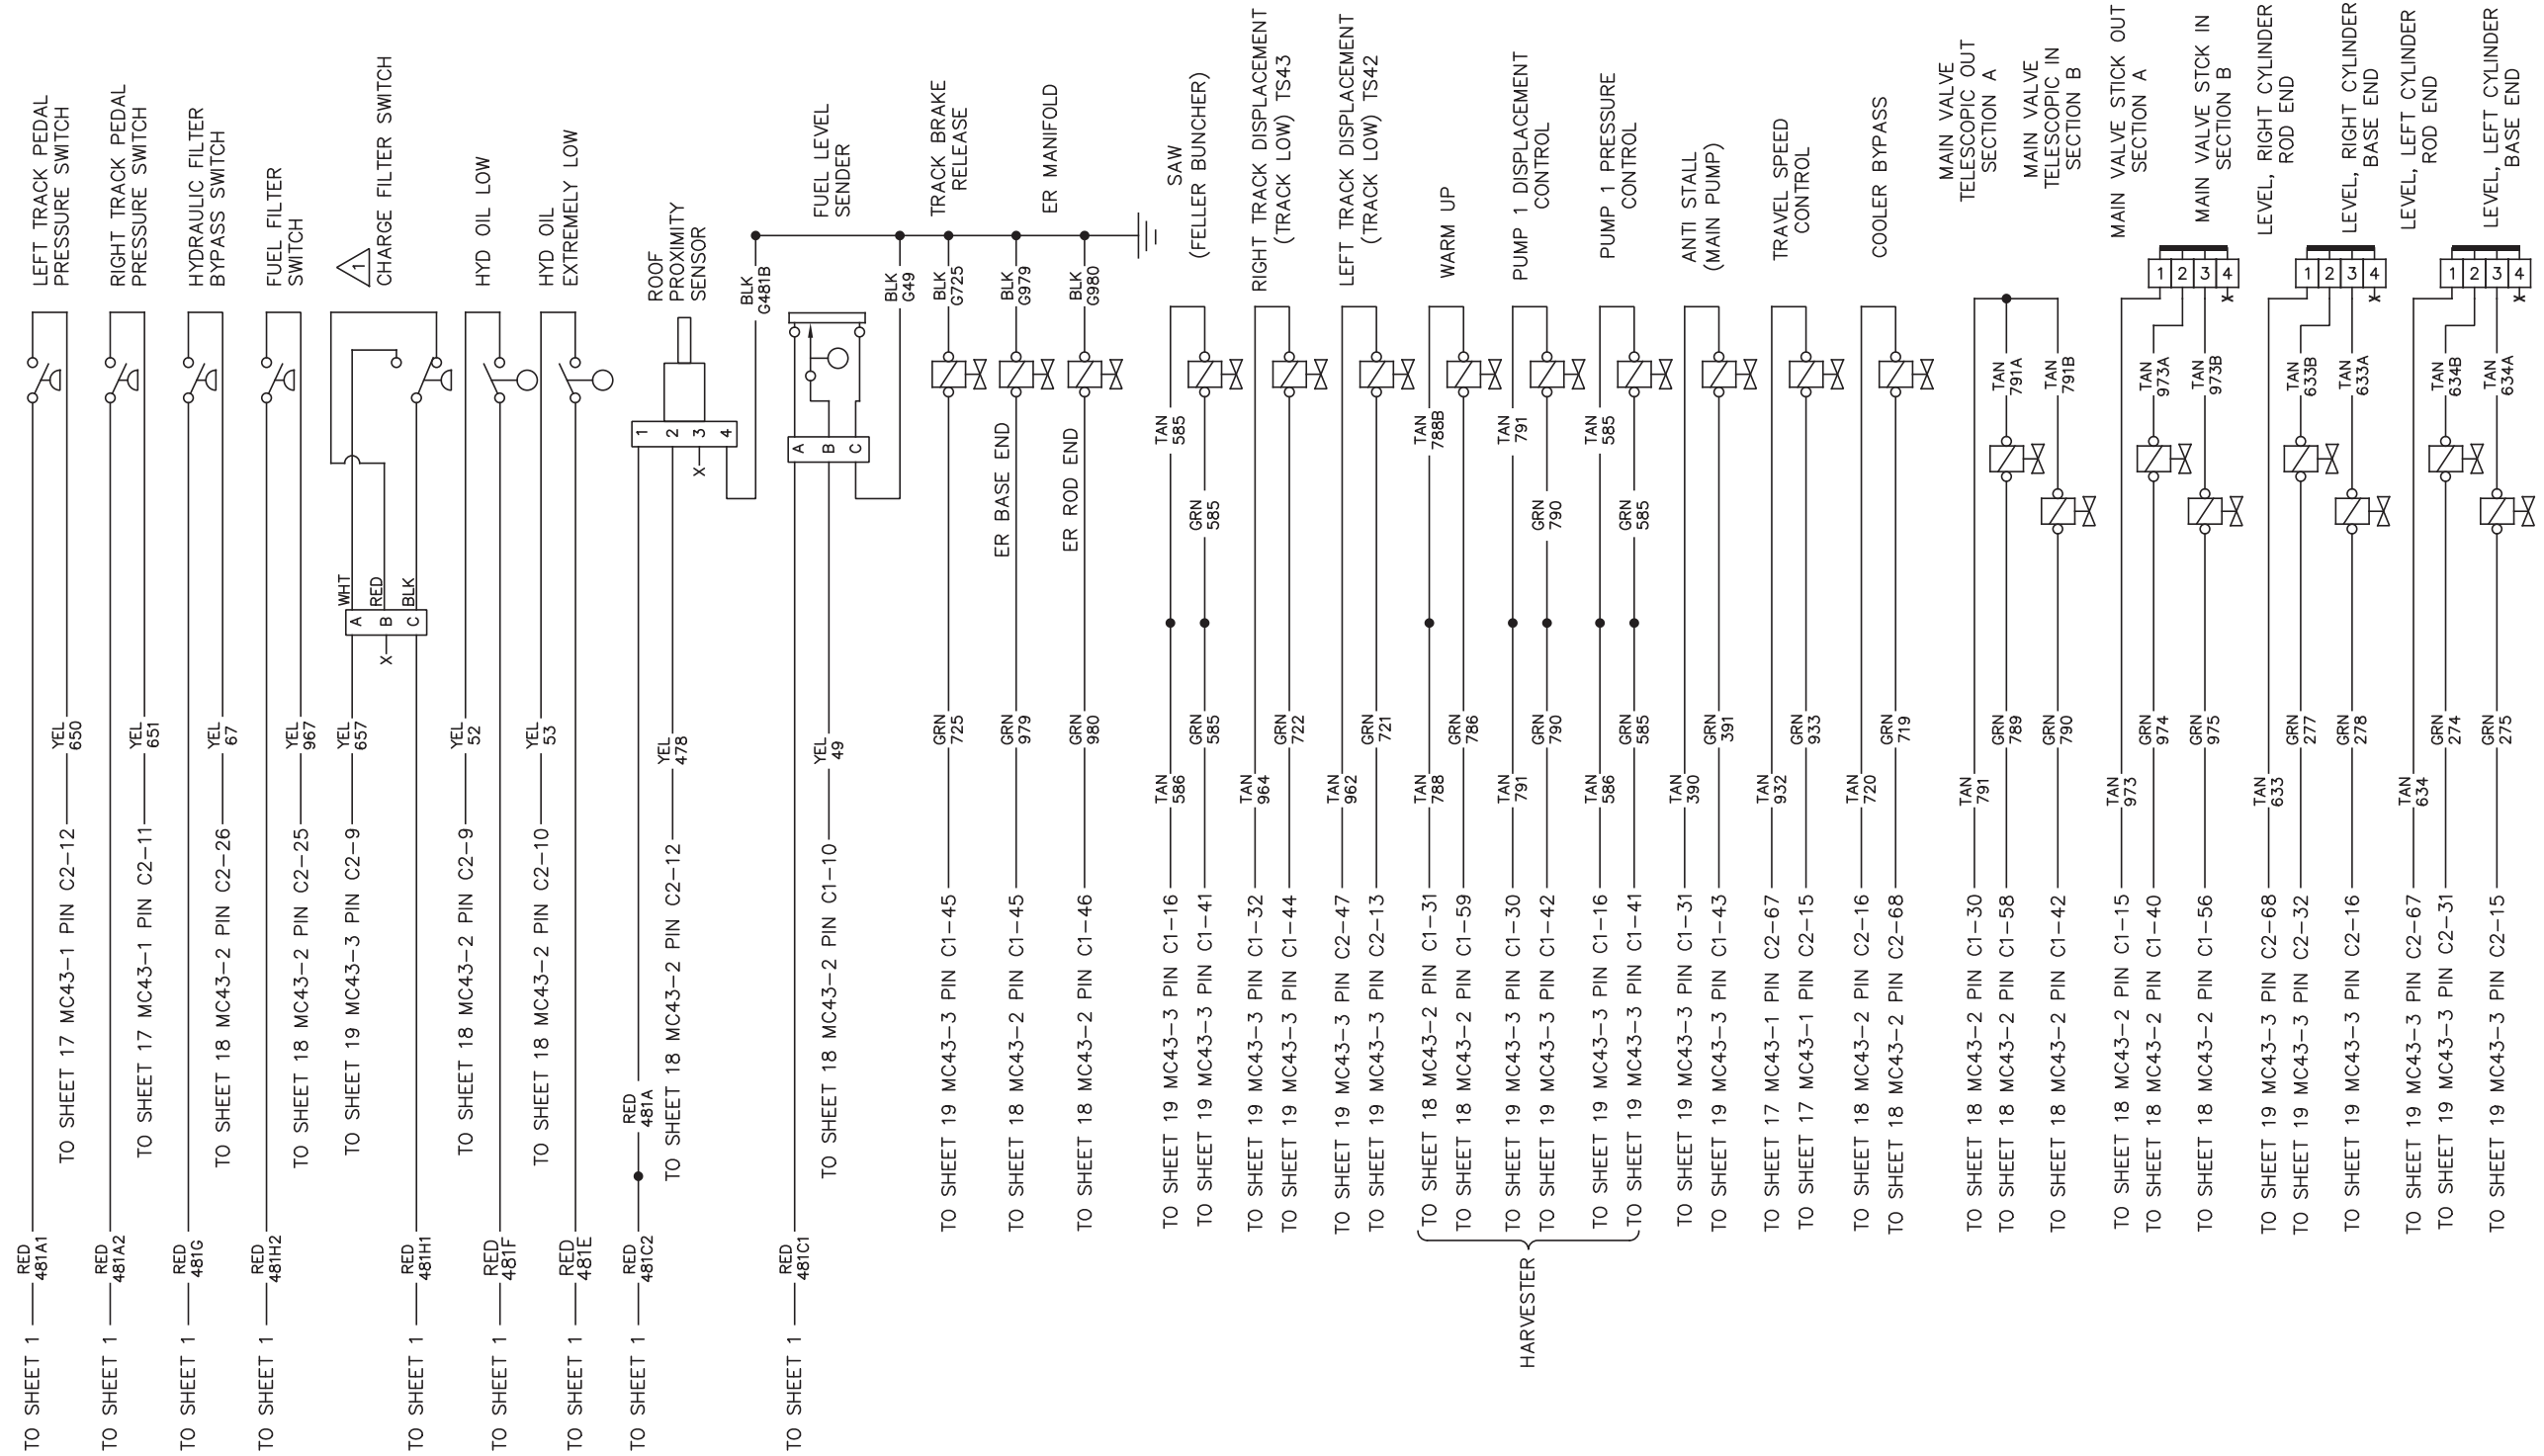 LEFT TRACK PEDAL
PRESSURE SWITCH
YEL
650
TO SHEET 17 MC43-1 PIN C2-12
RED
481A1
TO SHEET 1
RIGHT TRACK PEDAL
PRESSURE SWITCH
YEL
651
TO SHEET 17 MC43-1 PIN C2-11
RED
481A2
TO SHEET 1
HYDRAULIC FILTER
BYPASS SWITCH
YEL
67
TO SHEET 18 MC43-2 PIN C2-26
RED
481G
TO SHEET 1
FUEL FILTER
SWITCH
YEL
967
TO SHEET 18 MC43-2 PIN C2-25
RED
481H2
TO SHEET 1
1
CHARGE FILTER SWITCH
WHT
RED
BLK
A
B
C
X
YEL
657
TO SHEET 19 MC43-3 PIN C2-9
RED
481H1
TO SHEET 1
HYD OIL LOW
YEL
52
TO SHEET 18 MC43-2 PIN C2-9
RED
481F
TO SHEET 1
HYD OIL
EXTREMELY LOW
YEL
53
TO SHEET 18 MC43-2 PIN C2-10
RED
481E
TO SHEET 1
ROOF
PROXIMITY
SENSOR
1
2
3
4
X
YEL
478
TO SHEET 18 MC43-2 PIN C2-12
RED
481A
RED
481C2
TO SHEET 1
BLK
G481B
FUEL LEVEL
SENDER
A
B
C
YEL
49
TO SHEET 18 MC43-2 PIN C1-10
RED
481C1
TO SHEET 1
BLK
G49
TRACK BRAKE
RELEASE
BLK
G725
GRN
725
TO SHEET 19 MC43-3 PIN C1-45
ER MANIFOLD
BLK
G979
ER BASE END
GRN
979
TO SHEET 18 MC43-2 PIN C1-45
BLK
G980
ER ROD END
GRN
980
TO SHEET 18 MC43-2 PIN C1-46
SAW
(FELLER BUNCHER)
TAN
585
GRN
585
GRN
585
TAN
586
TO SHEET 19 MC43-3 PIN C1-16
TO SHEET 19 MC43-3 PIN C1-41
RIGHT TRACK DISPLACEMENT
(TRACK LOW) TS43
GRN
722
TAN
964
TO SHEET 19 MC43-3 PIN C1-32
TO SHEET 19 MC43-3 PIN C1-44
LEFT TRACK DISPLACEMENT
(TRACK LOW) TS42
GRN
721
TAN
962
TO SHEET 19 MC43-3 PIN C2-47
TO SHEET 19 MC43-3 PIN C2-13
WARM UP
TAN
788B
GRN
786
TAN
788
TO SHEET 18 MC43-2 PIN C1-31
TO SHEET 18 MC43-2 PIN C1-59
PUMP 1 DISPLACEMENT
CONTROL
TAN
791
GRN
790
GRN
790
TAN
791
TO SHEET 19 MC43-3 PIN C1-30
TO SHEET 19 MC43-3 PIN C1-42
PUMP 1 PRESSURE
CONTROL
TAN
585
GRN
585
GRN
585
TAN
586
TO SHEET 19 MC43-3 PIN C1-16
TO SHEET 19 MC43-3 PIN C1-41
HARVESTER
ANTI STALL
(MAIN PUMP)
GRN
391
TAN
390
TO SHEET 19 MC43-3 PIN C1-31
TO SHEET 19 MC43-3 PIN C1-43
TRAVEL SPEED
CONTROL
GRN
933
TAN
932
TO SHEET 17 MC43-1 PIN C2-67
TO SHEET 17 MC43-1 PIN C2-15
COOLER BYPASS
GRN
719
TAN
720
TO SHEET 18 MC43-2 PIN C2-16
TO SHEET 18 MC43-2 PIN C2-68
MAIN VALVE
TELESCOPIC OUT
SECTION A
MAIN VALVE
TELESCOPIC IN
SECTION B
TAN
791A
TAN
791B
GRN
789
GRN
790
TAN
791
TO SHEET 18 MC43-2 PIN C1-30
TO SHEET 18 MC43-2 PIN C1-58
TO SHEET 18 MC43-2 PIN C1-42
MAIN VALVE STICK OUT
SECTION A
MAIN VALVE STCK IN
SECTION B
1 2 3 4
X
TAN
973A
TAN
973B
GRN
974
GRN
975
TAN
973
TO SHEET 18 MC43-2 PIN C1-15
TO SHEET 18 MC43-2 PIN C1-40
TO SHEET 18 MC43-2 PIN C1-56
LEVEL, RIGHT CYLINDER
ROD END
LEVEL, RIGHT CYLINDER
BASE END
1 2 3 4
X
TAN
633B
TAN
633A
GRN
277
GRN
278
TAN
633
TO SHEET 19 MC43-3 PIN C2-68
TO SHEET 19 MC43-3 PIN C2-32
TO SHEET 19 MC43-3 PIN C2-16
LEVEL, LEFT CYLINDER
ROD END
LEVEL, LEFT CYLINDER
BASE END
1 2 3 4
X
TAN
634B
TAN
634A
GRN
274
GRN
275
TAN
634
TO SHEET 19 MC43-3 PIN C2-67
TO SHEET 19 MC43-3 PIN C2-31
TO SHEET 19 MC43-3 PIN C2-15